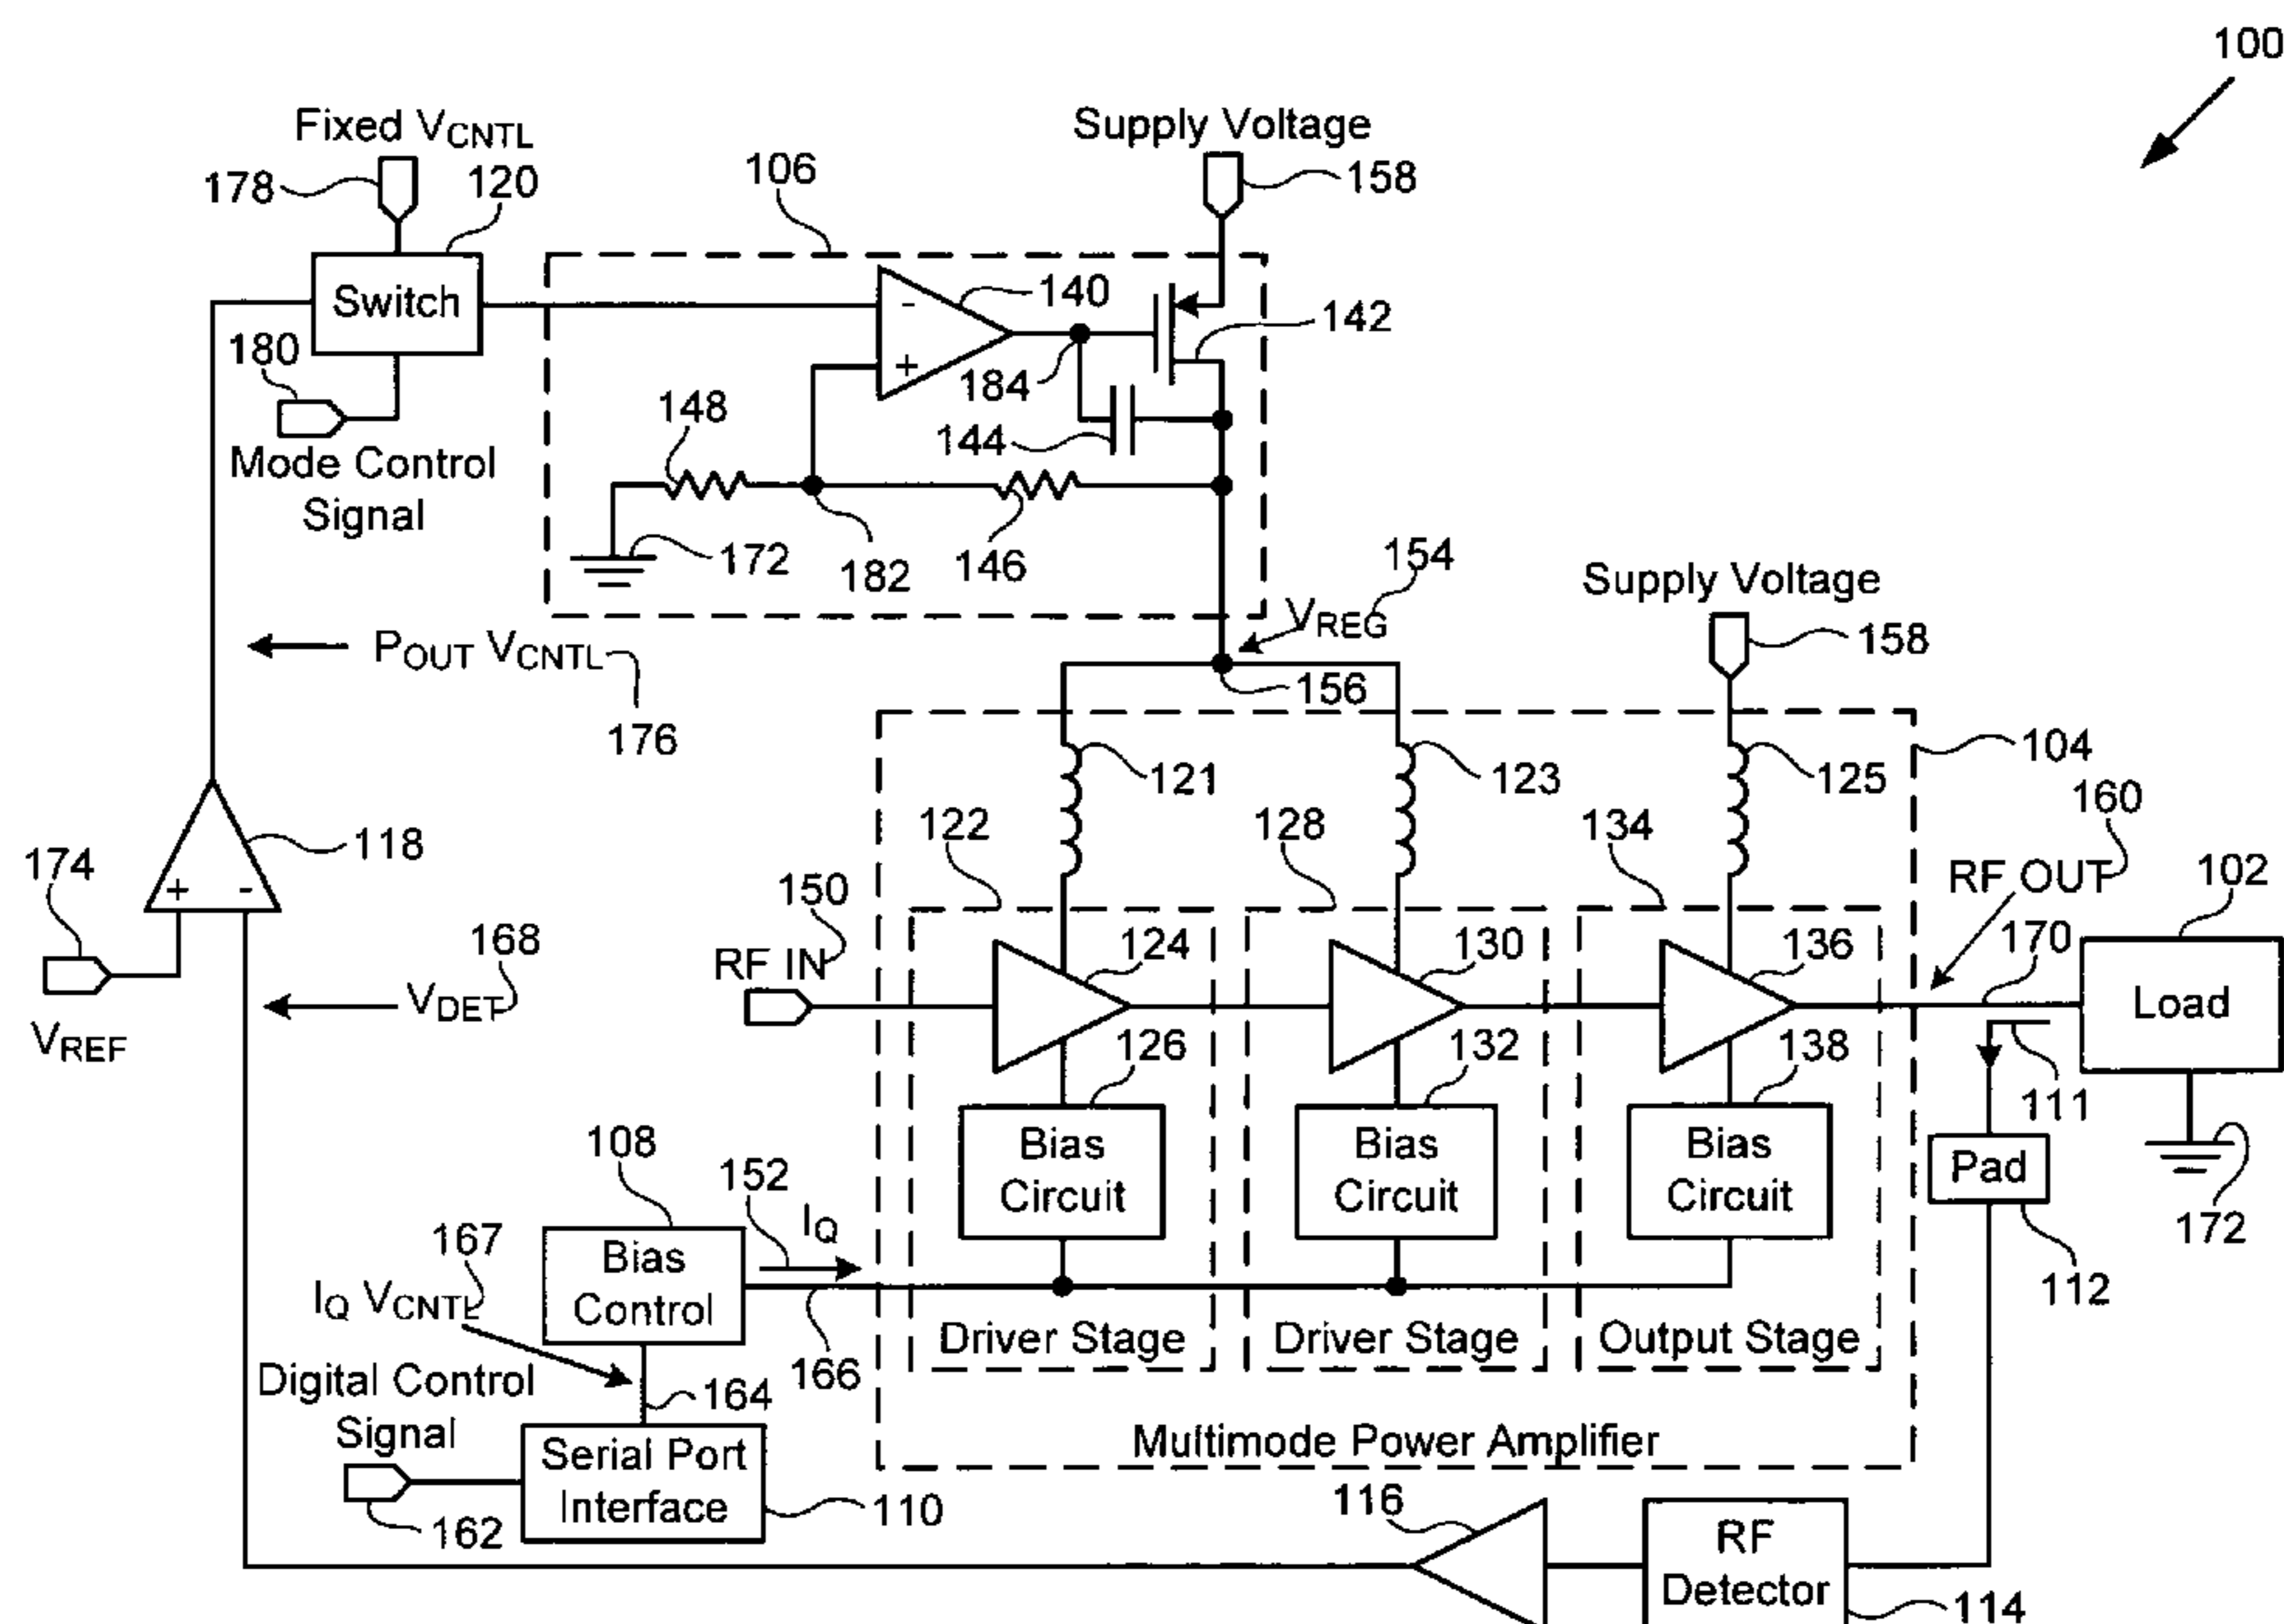 100
Fixed VCNTL
Supply Voltage
178
120
106
158
Switch
-
140
142
180
+
184
148
144
Mode Control
Signal
172
182
146
154
Supply Voltage
VREG
158
POUT VCNTL
156
176
104
121
123
125
160
118
122
128
134
174
+ -
150
RF OUT
102
168
RF IN
124
130
136
170
Load
VDET
VREF
126
132
138
111
108
Bias
Circuit
Bias
Circuit
Bias
Circuit
Pad
152
IQ
167
Bias
Control
172
112
IQ VCNTL
Driver Stage
Driver Stage
Output Stage
166
Digital Control
Signal
164
Multimode Power Amplifier
Serial Port
Interface
110
116
RF
Detector
162
114